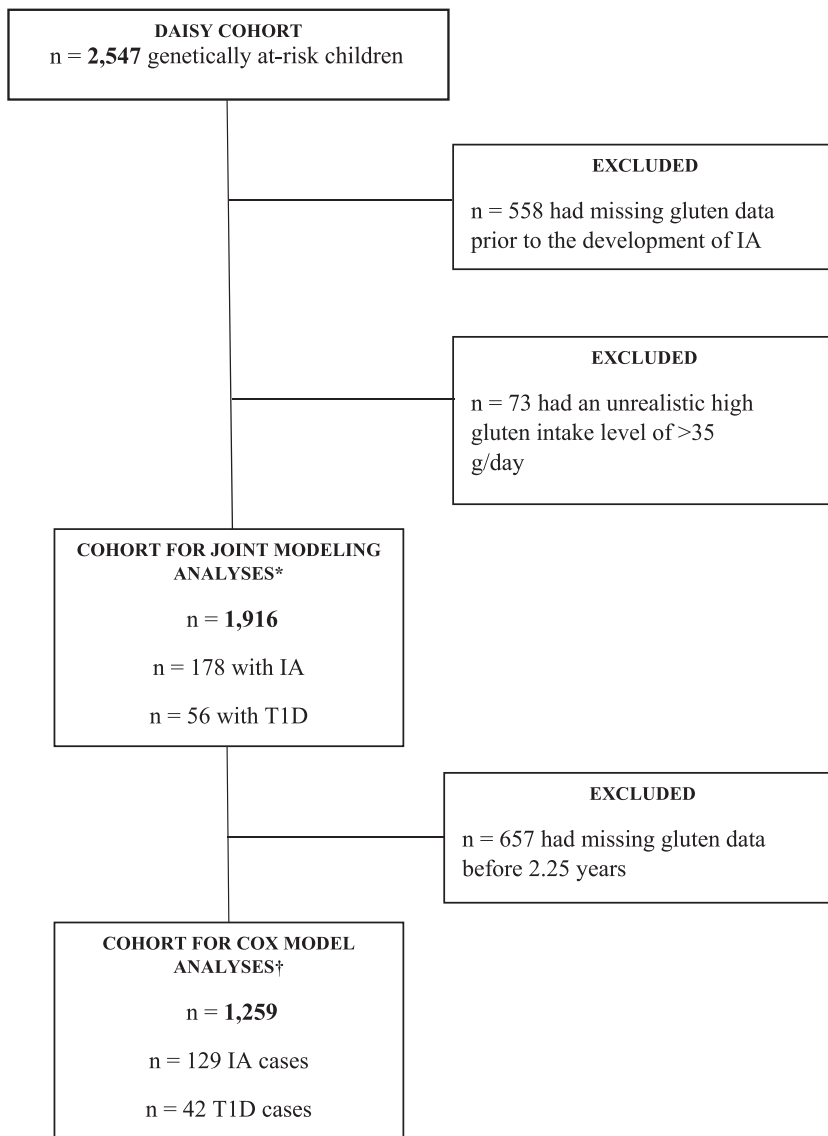 DAISY COHORT
n = 2,547 genetically at-risk children
EXCLUDED
n = 558 had missing gluten data
prior to the development of IA
EXCLUDED
n = 73 had an unrealistic high
gluten intake level of >35
g/day
COHORT FOR JOINT MODELING
ANALYSES*
n = 1,916
n = 178 with IA
n = 56 with T1D
EXCLUDED
n = 657 had missing gluten data
before 2.25 years
COHORT FOR COX MODEL
ANALYSES†
n = 1,259
n = 129 IA cases
n = 42 T1D cases